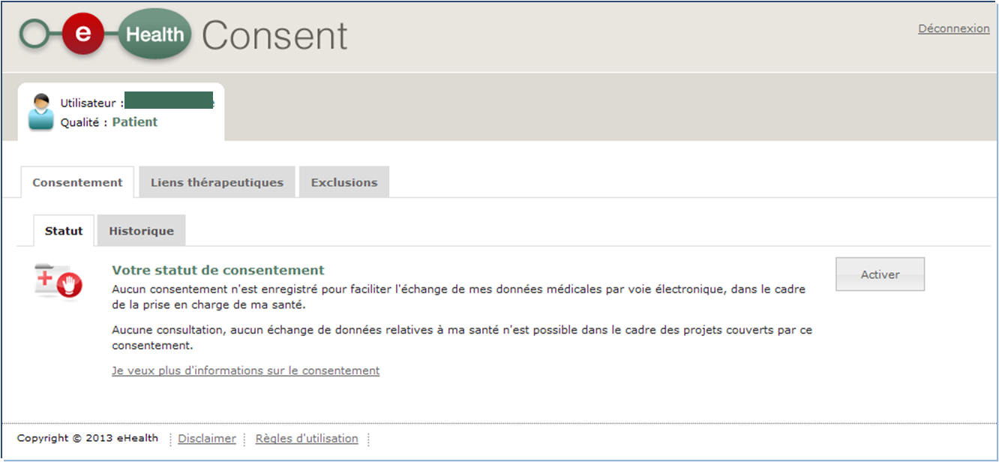 e Health Consent
Déconnexion
Utilisateur :
Qualité : Patient
Consentement Liens thérapeutiques Exclusions
Statut Historique
Votre statut de consentement
Activer
Aucun consentement n'est enregistré pour faciliter l'échange de mes données médicales par voie électronique, dans le cadre
de la prise en charge de ma santé.
Aucune consultation, aucun échange de données relatives à ma santé n'est possible dans le cadre des projets couverts par ce
consentement.
Je veux plus d'informations sur le consentement
Copyright © 2013 eHealth Disclaimer Règles d'utilisation